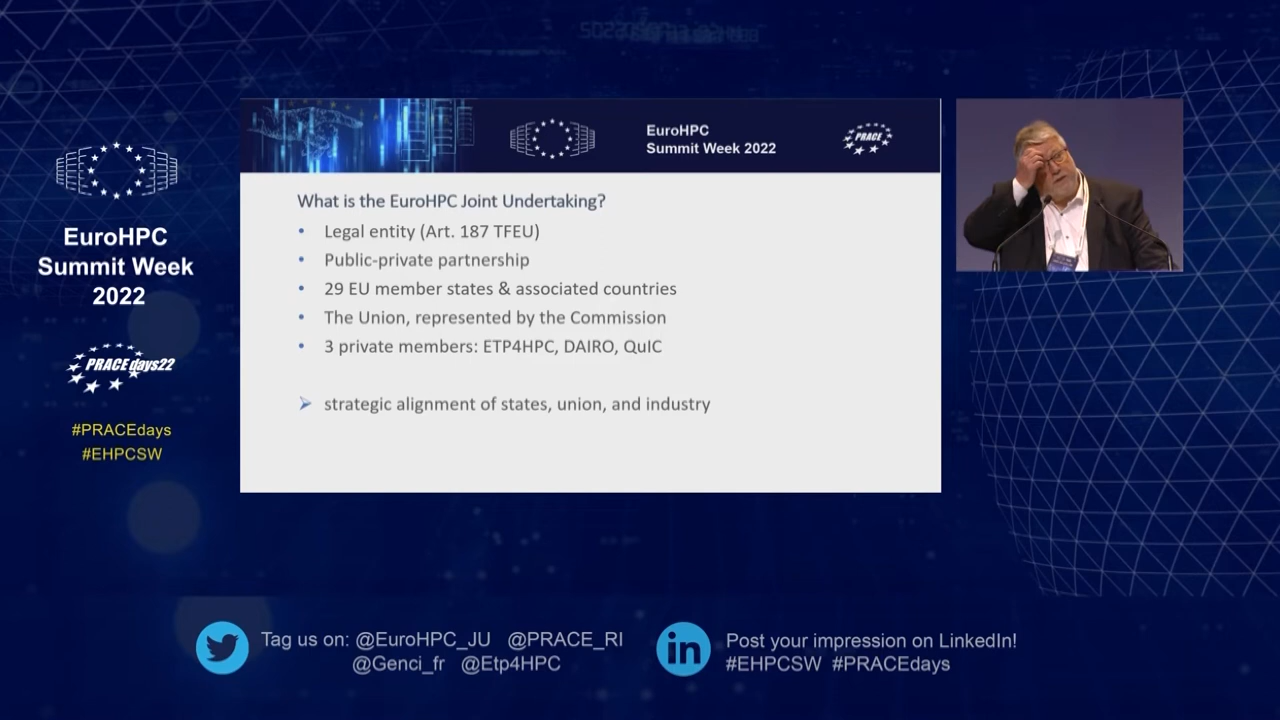 EuroHPC
Summit Week
2022
PRACE days22
#PRACEdays
#EHPCSW
EuroHPC
Summit Week 2022
PRACE
What is the EuroHPC Joint Undertaking?
• Legal entity (Art. 187 TFEU)
• Public-private partnership
• 29 EU member states & associated countries
• The Union, represented by the Commission
• 3 private members: ETP4HPC, DAIRO, QuIC
➢ strategic alignment of states, union, and industry
Tag us on: @EuroHPC_JU @PRACE_RI
@Genci_fr @Etp4HPC
in
Post your impression on LinkedIn!
#EHPCSW #PRACEdays